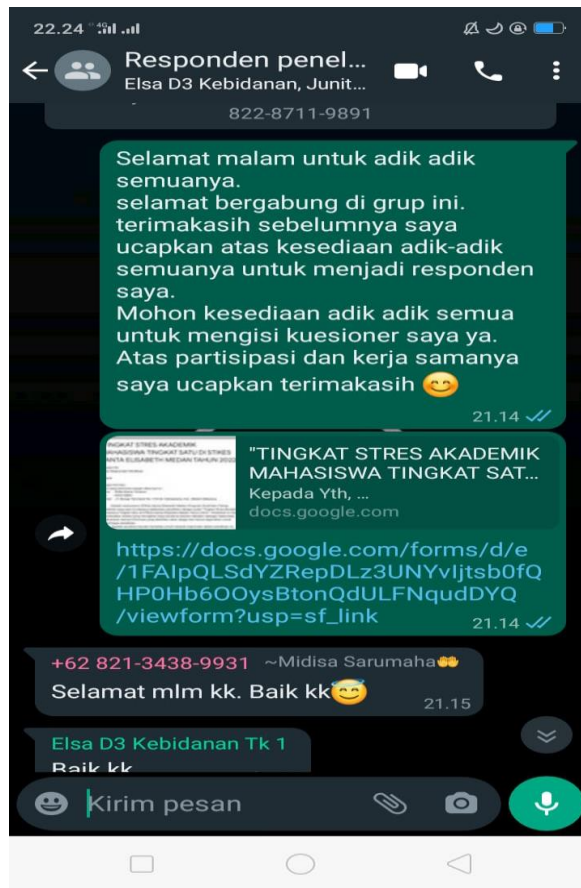 22.24 4G
Responden penel...
Elsa D3 Kebidanan, Junit...
822-8711-9891
Selamat malam untuk adik adik
semuanya.
selamat bergabung di grup ini.
terimakasih sebelumnya saya
ucapkan atas kesediaan adik-adik
semuanya untuk menjadi responden
saya.
Mohon kesediaan adik adik semua
untuk mengisi kuesioner saya ya.
Atas partisipasi dan kerja samanya
saya ucapkan terimakasih 😊
21.14
"TINGKAT STRES AKADEMIK
MAHASISWA TINGKAT SAT...
Kepada Yth, ...
docs.google.com
https://docs.google.com/forms/d/e
/1FAIpQLSdYZRepDLz3UNYvIjtsb0fQ
HP0Hb6OOysBtonQdULFNqudDYQ
/viewform?usp=sf_link
21.14
+62 821-3438-9931 ~Midisa Sarumaha🤲
Selamat mlm kk. Baik kk😇
21.15
Elsa D3 Kebidanan Tk 1
Baik kk
Kirim pesan